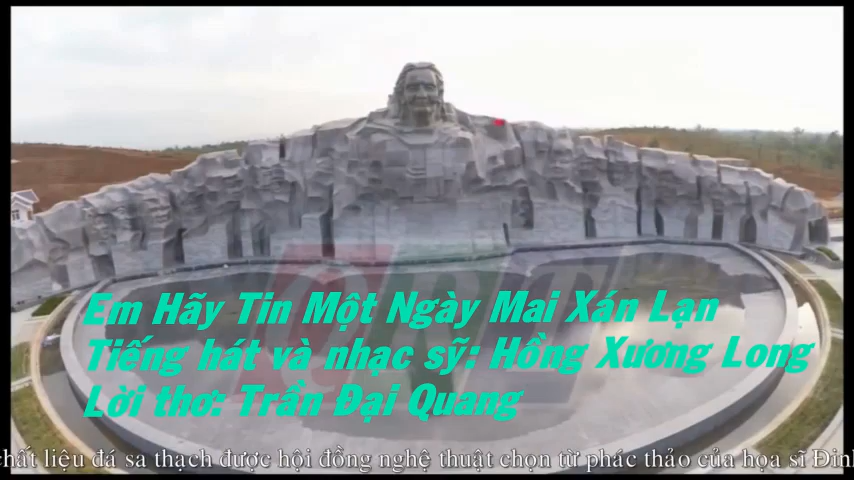 Em Hãy Tin Một Ngày Mai Xán Lạn
Tiếng hát và nhạc sỹ: Hồng Xương Long
Lời thơ: Trần Đại Quang
chất liệu đá sa thạch được hội đồng nghệ thuật chọn từ phác thảo của họa sĩ Đinh